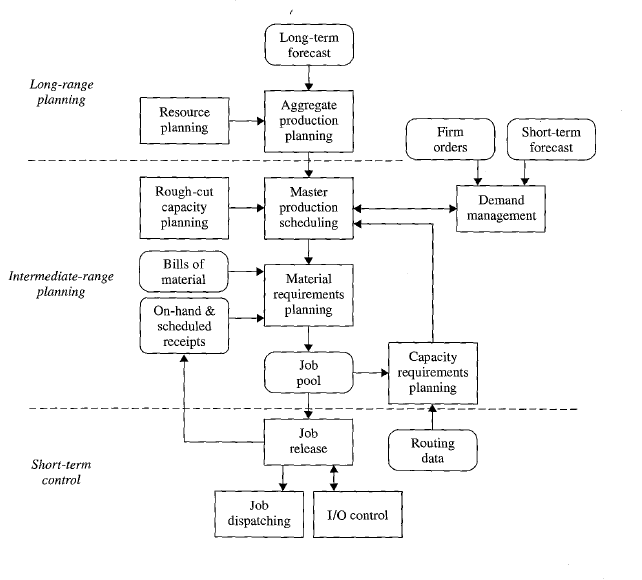 Long-term
forecast
Long-range
planning
Resource
planning
Aggregate
production
planning
Firm
orders
Short-term
forecast
Rough-cut
capacity
planning
Master
production
scheduling
Demand
management
Intermediate-range
planning
Bills of
material
Material
requirements
planning
On-hand &
scheduled
receipts
Job
pool
Capacity
requirements
planning
Job
release
Routing
data
Short-term
control
Job
dispatching
I/O control